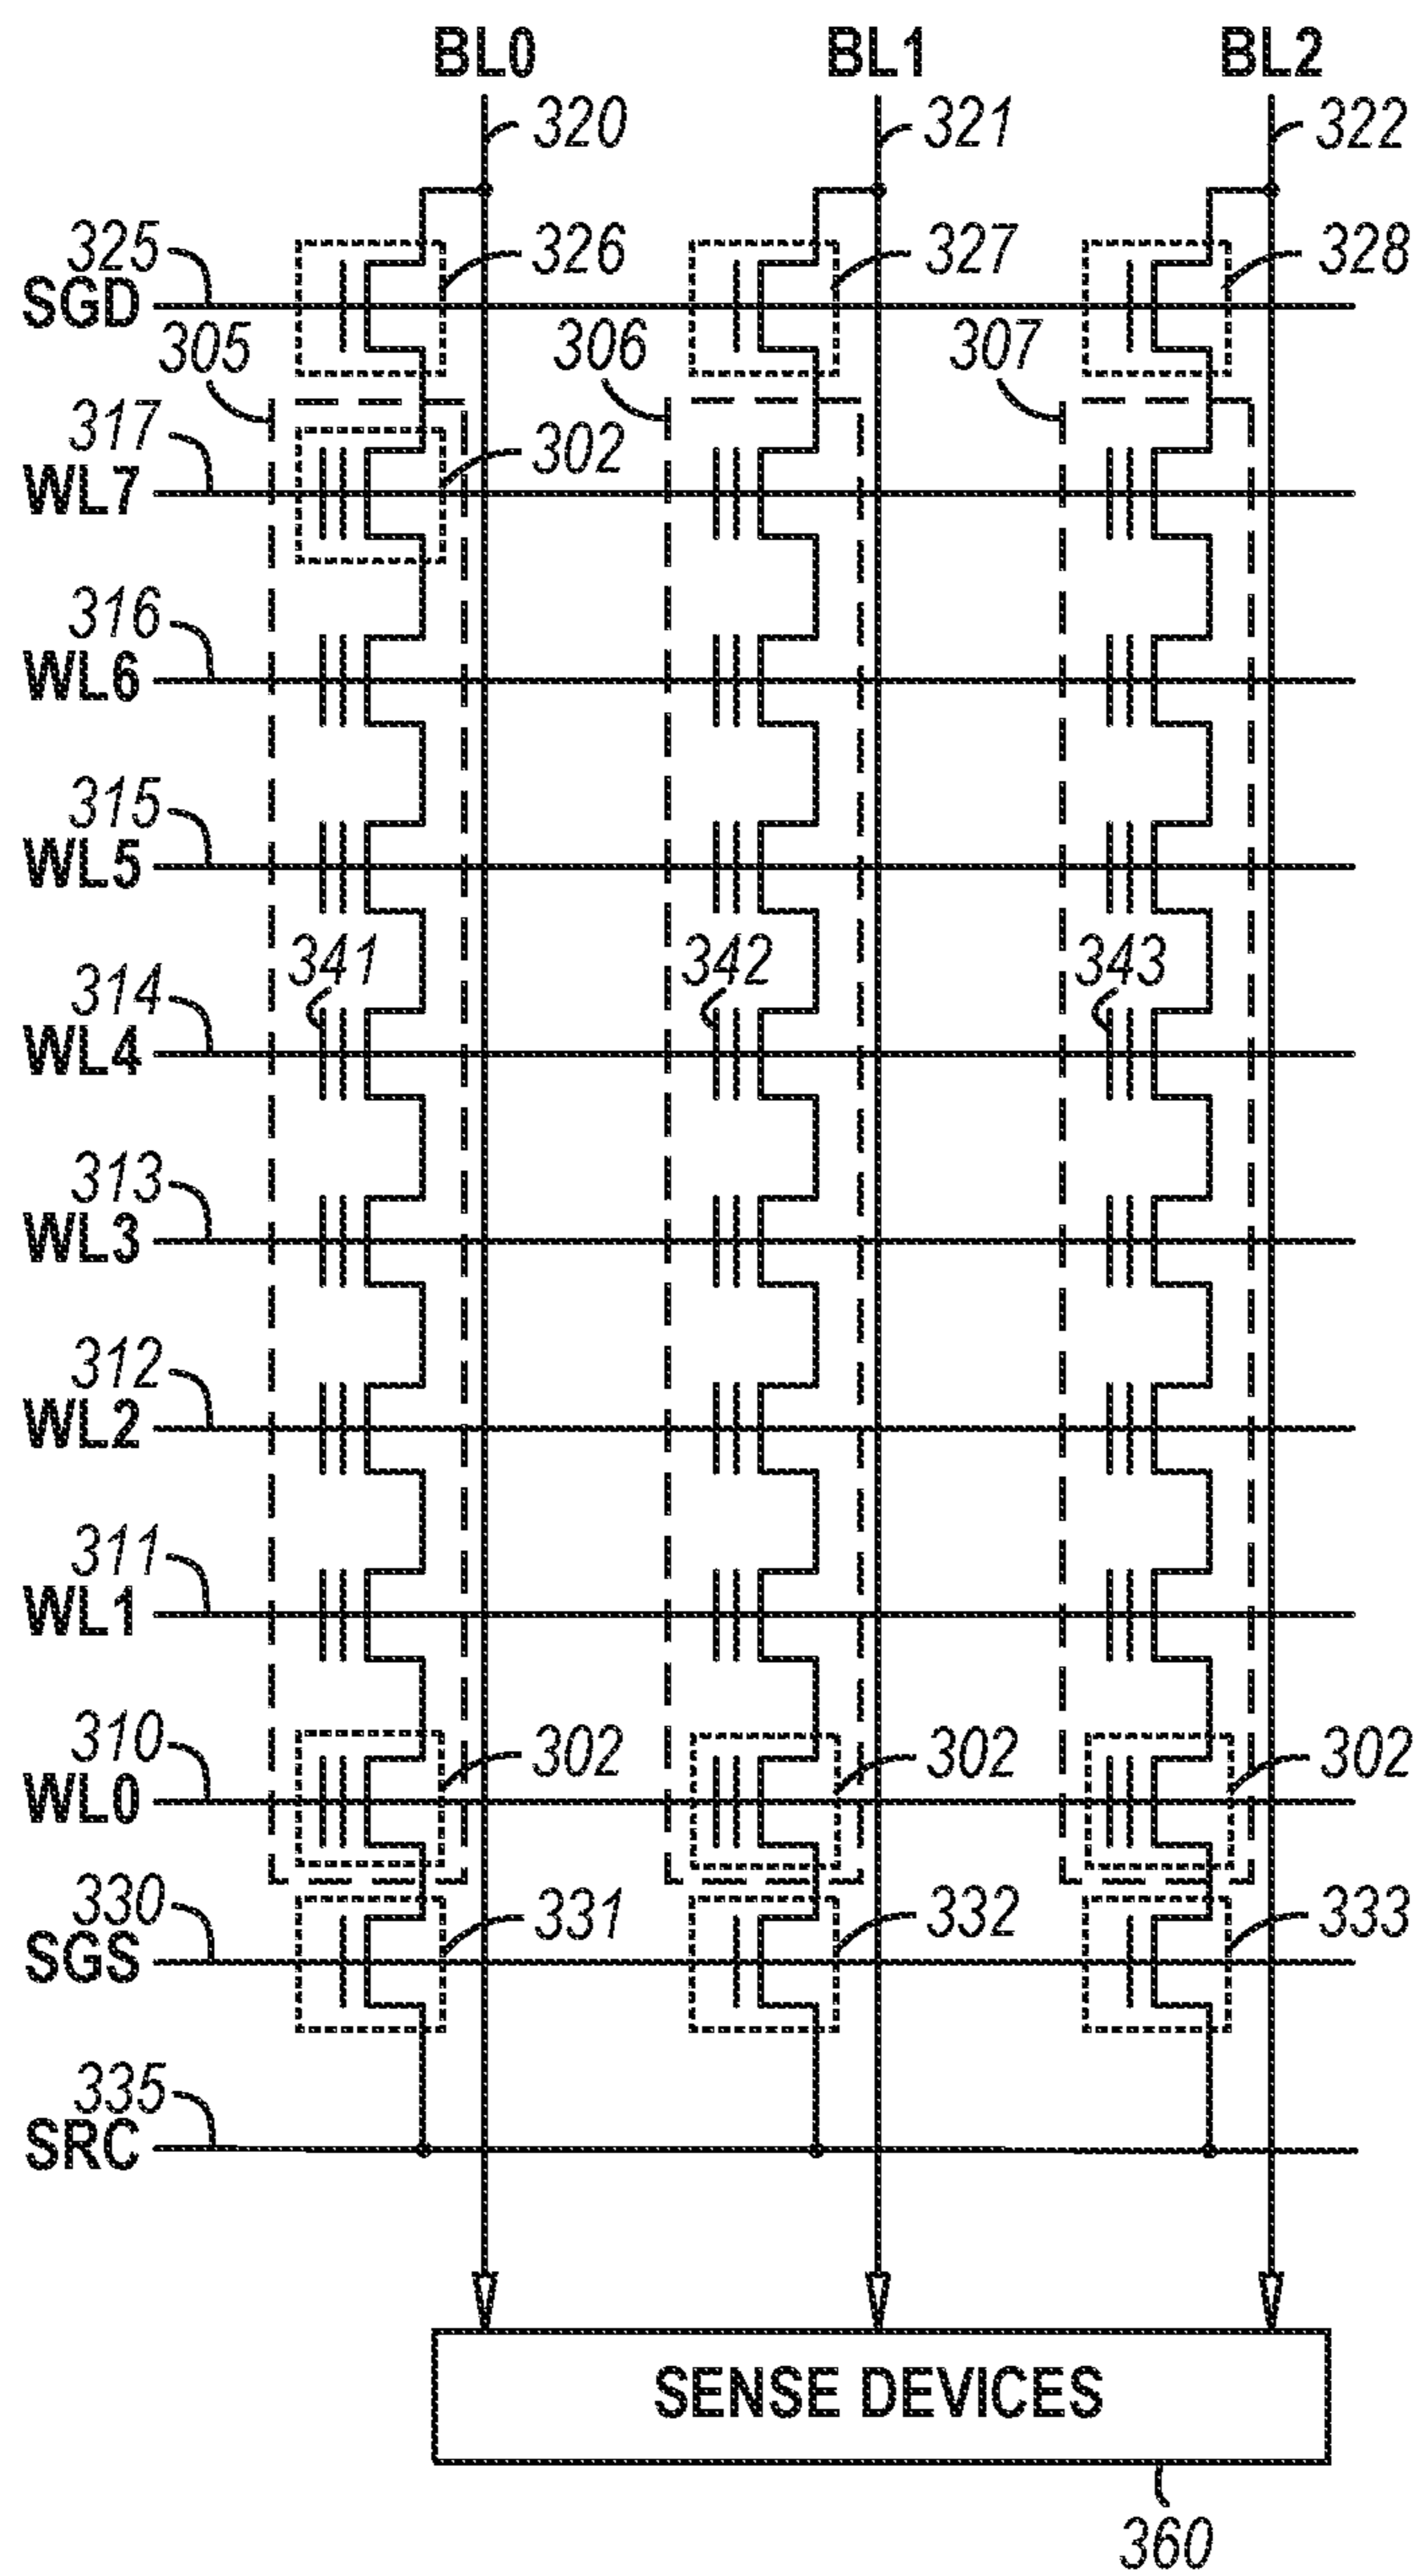 BL0 BL1 BL2
320 321 322
325 326 327 328
SGD
305 306 307
317 302
WL7
316
WL6
315
WL5
341 342 343
314
WL4
313
WL3
312
WL2
311
WL1
310 302 302 302
WL0
330 331 332 333
SGS
335
SRC
SENSE DEVICES
360